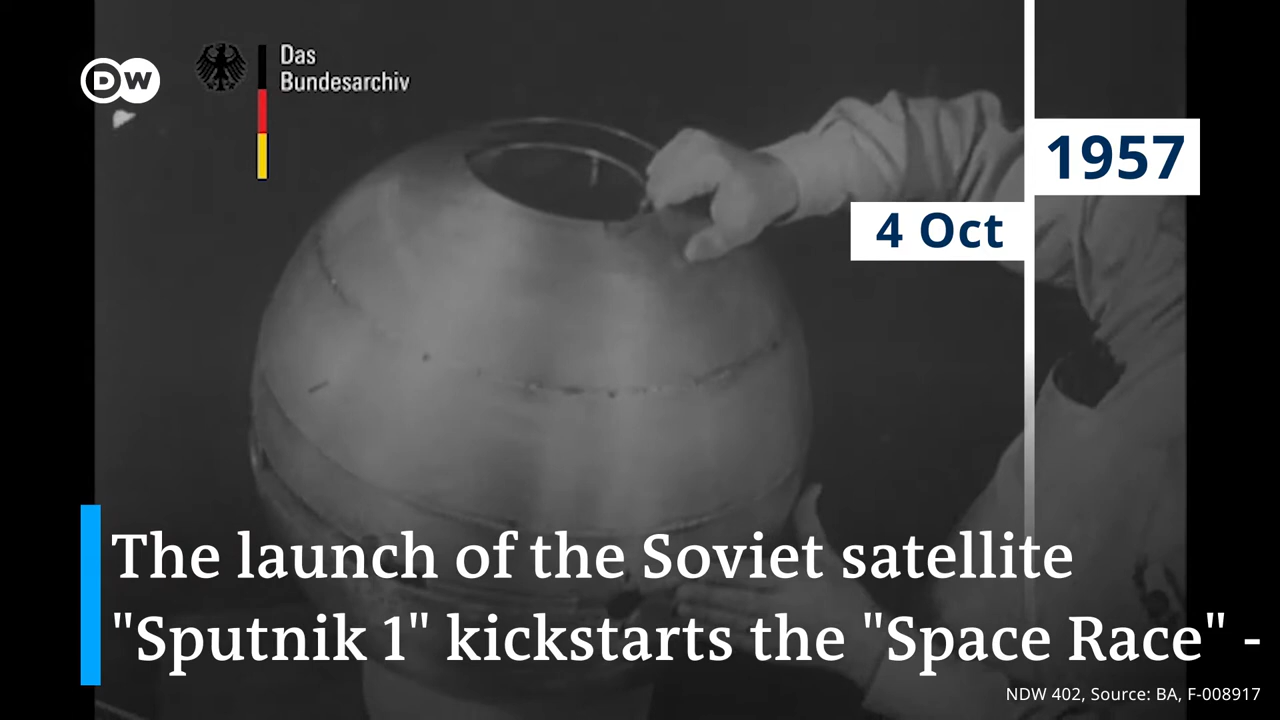 DW
Das
Bundesarchiv
1957
4 Oct
The launch of the Soviet satellite
"Sputnik 1" kickstarts the "Space Race" -
NDW 402, Source: BA, F-008917